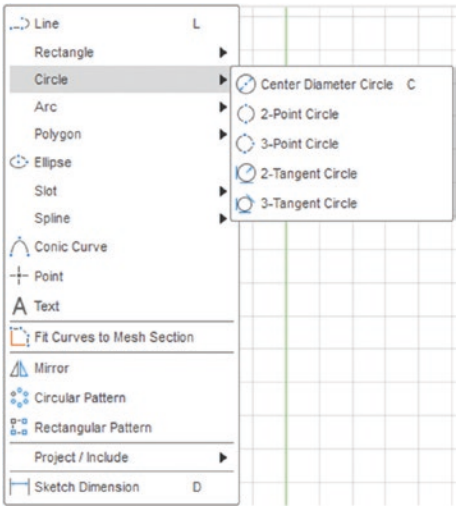 Line L
Rectangle
Circle
Arc
Polygon
Ellipse
Slot
Spline
Conic Curve
Point
Text
Fit Curves to Mesh Section
Mirror
Circular Pattern
Rectangular Pattern
Project / Include
Sketch Dimension D
Center Diameter Circle C
2-Point Circle
3-Point Circle
2-Tangent Circle
3-Tangent Circle